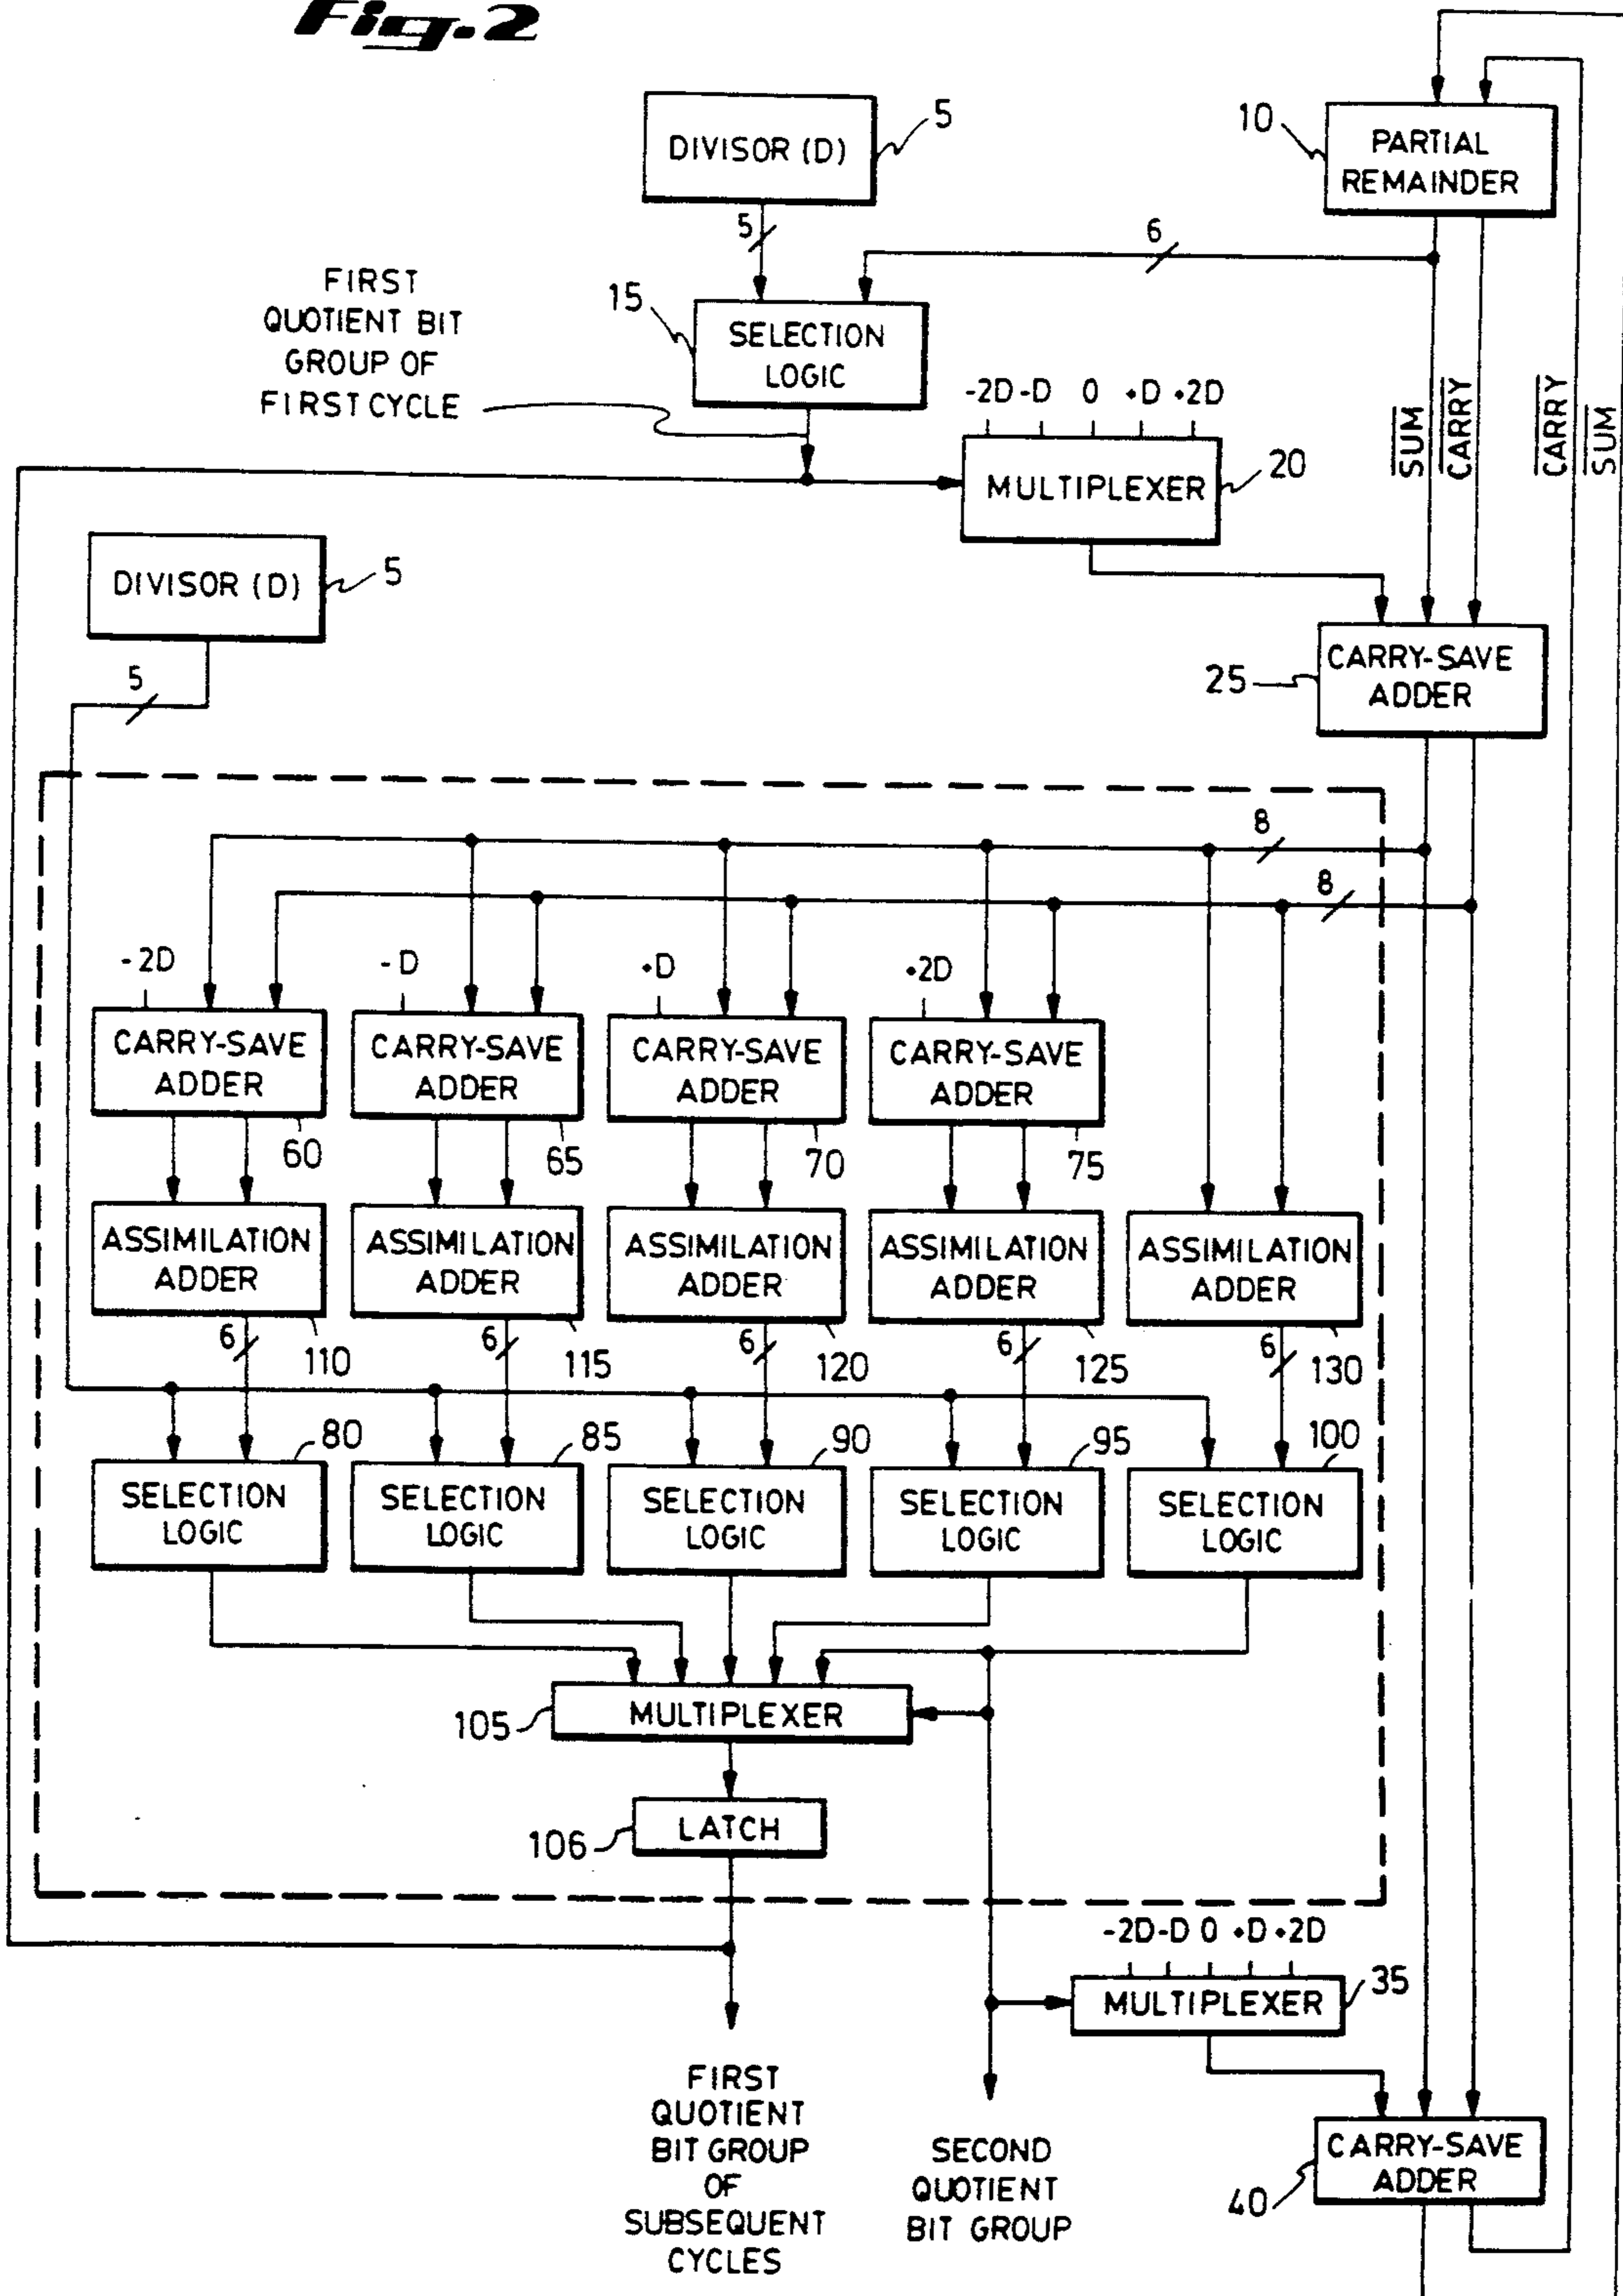 Fig.2
DIVISOR (D)
5
10
PARTIAL
REMAINDER
5
6
FIRST
QUOTIENT BIT
GROUP OF
FIRST CYCLE
15
SELECTION
LOGIC
-2D -D 0 +D +2D
MULTIPLEXER
20
SUM
CARRY
CARRY
SUM
DIVISOR (D)
5
5
25
CARRY-SAVE
ADDER
8
8
-2D
-D
+D
+2D
CARRY-SAVE
ADDER
CARRY-SAVE
ADDER
CARRY-SAVE
ADDER
CARRY-SAVE
ADDER
60
65
70
75
ASSIMILATION
ADDER
ASSIMILATION
ADDER
ASSIMILATION
ADDER
ASSIMILATION
ADDER
ASSIMILATION
ADDER
6
110
6
115
6
120
6
125
6
130
80
85
90
95
100
SELECTION
LOGIC
SELECTION
LOGIC
SELECTION
LOGIC
SELECTION
LOGIC
SELECTION
LOGIC
105
MULTIPLEXER
106
LATCH
-2D -D 0 +D +2D
MULTIPLEXER
35
FIRST
QUOTIENT
BIT GROUP
OF
SUBSEQUENT
CYCLES
SECOND
QUOTIENT
BIT GROUP
40
CARRY-SAVE
ADDER